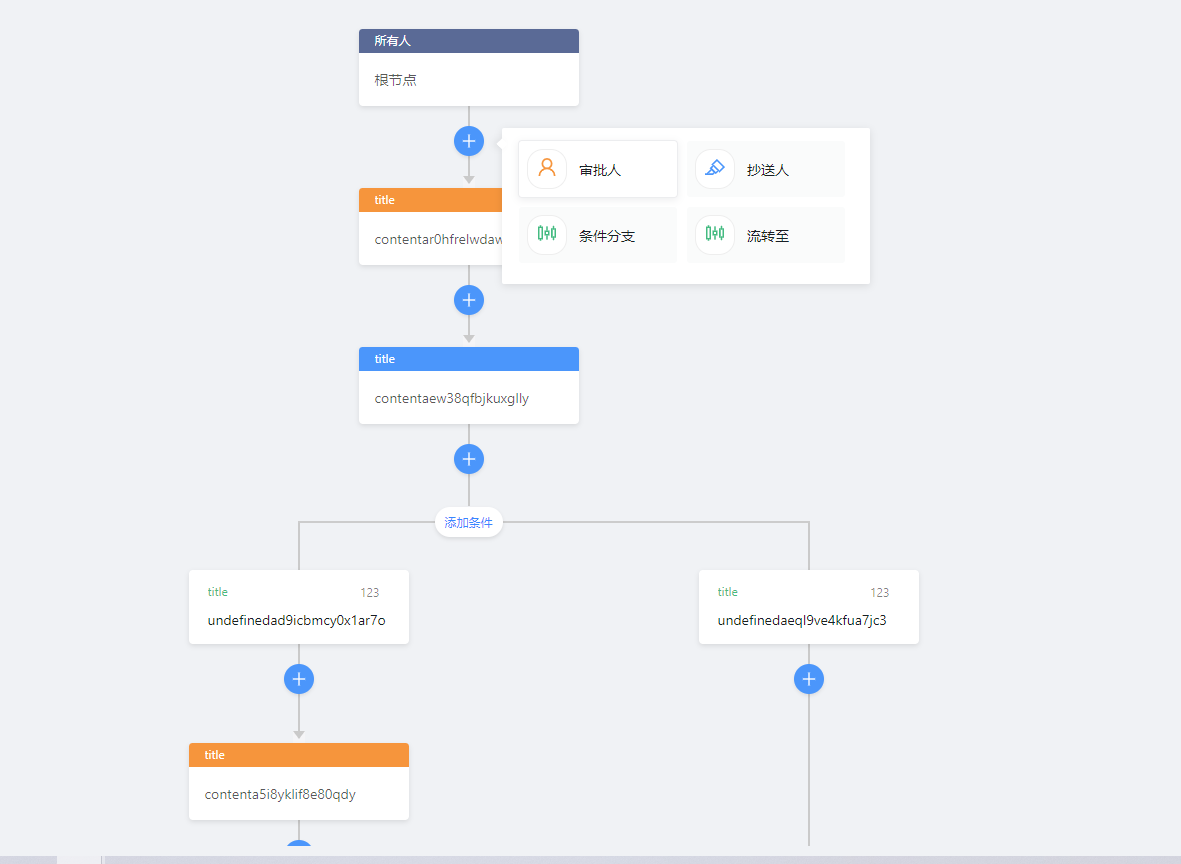 所有人
根节点
审批人
抄送人
title
contentar0hfrelwdaw
条件分支
流转至
title
contentaew38qfbjkuxglly
添加条件
title 123
undefinedad9icbmcy0x1ar7o
title 123
undefinedaeql9ve4kfua7jc3
title
contenta5i8yklif8e80qdy